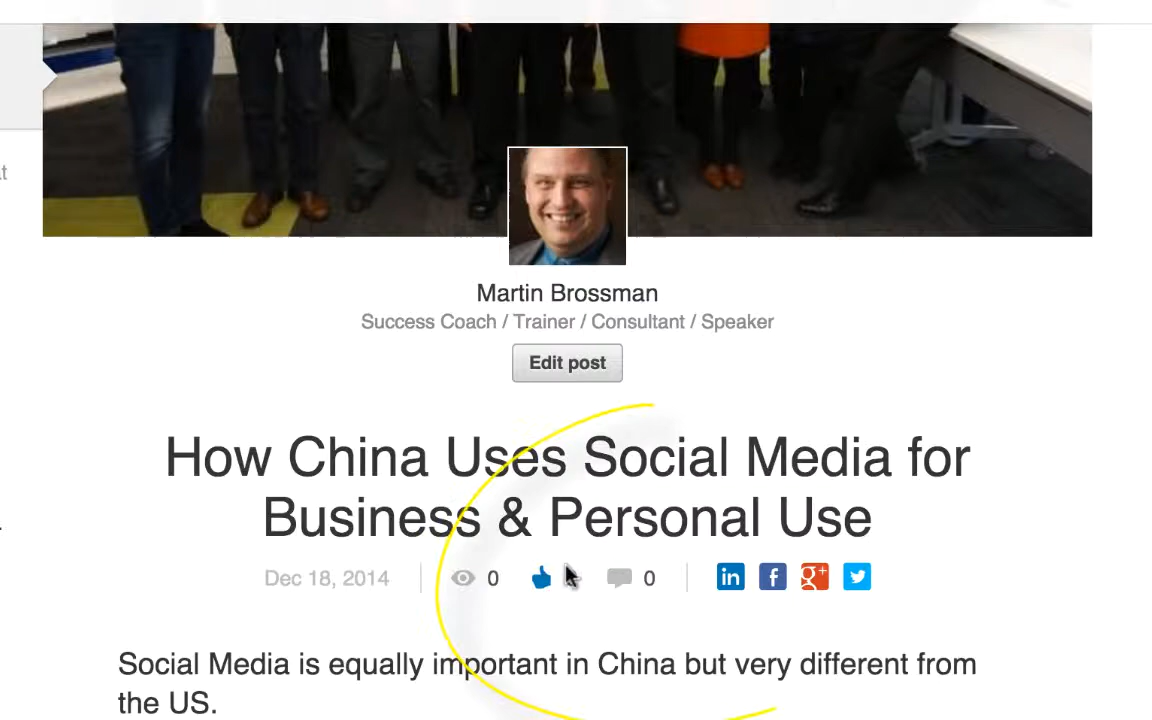 Martin Brossman
Success Coach / Trainer / Consultant / Speaker
Edit post
How China Uses Social Media for
Business & Personal Use
Dec 18, 2014 0 0 in f g+
Social Media is equally important in China but very different from
the US.